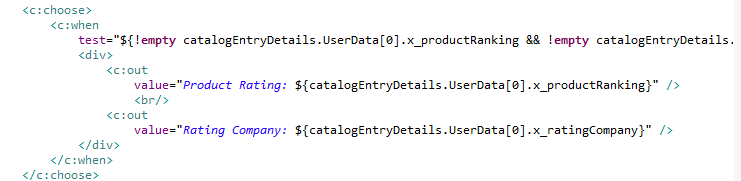 <c:choose>
<c:when
test="${!empty catalogEntryDetails.UserData[0].x_productRanking && !empty catalogEntryDetails.
<div>
<c:out
value="Product Rating: ${catalogEntryDetails.UserData[0].x_productRanking}" />
<br/>
<c:out
value="Rating Company: ${catalogEntryDetails.UserData[0].x_ratingCompany}" />
</div>
</c:when>
</c:choose>